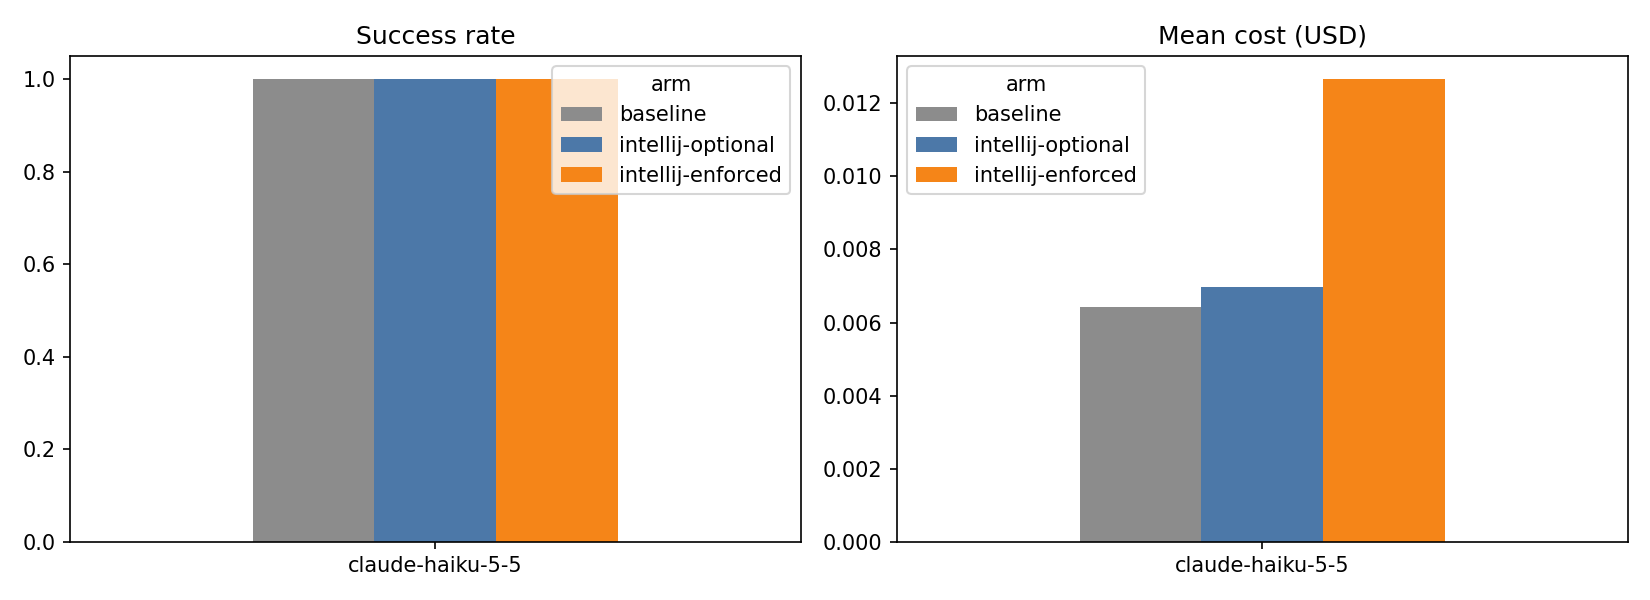 Success rate
1.0
0.8
0.6
0.4
0.2
0.0
arm
baseline
intellij-optional
intellij-enforced
claude-haiku-5-5
Mean cost (USD)
0.012
0.010
0.008
0.006
0.004
0.002
0.000
arm
baseline
intellij-optional
intellij-enforced
claude-haiku-5-5